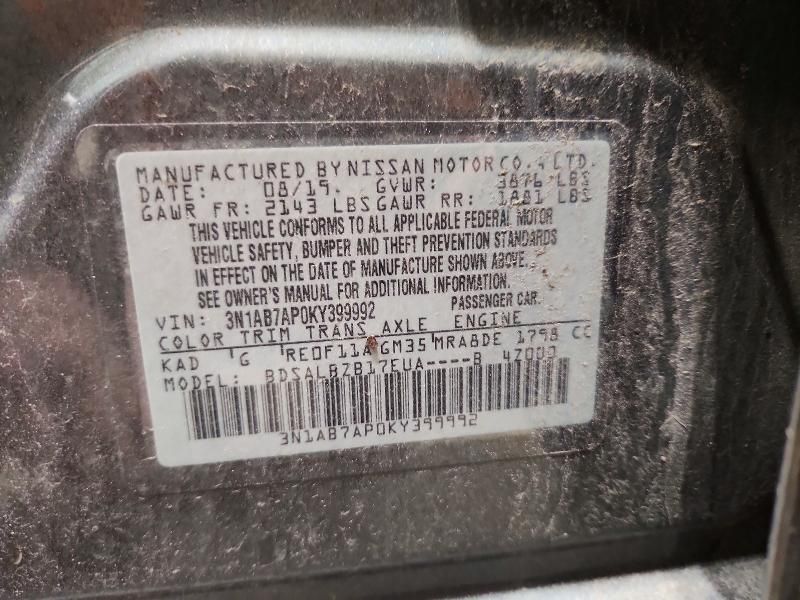 MANUFACTURED BY NISSAN MOTOR CO., LTD.
DATE: 08/19. GVWR: 3876 LBS
GAWR FR: 2143 LBS GAWR RR: 1881 LBS
THIS VEHICLE CONFORMS TO ALL APPLICABLE FEDERAL MOTOR
VEHICLE SAFETY, BUMPER AND THEFT PREVENTION STANDARDS
IN EFFECT ON THE DATE OF MANUFACTURE SHOWN ABOVE.
SEE OWNER'S MANUAL FOR ADDITIONAL INFORMATION.
VIN: 3N1AB7AP0KY399992 PASSENGER CAR.
COLOR TRIM TRANS AXLE ENGINE
KAD G RE0F11A GM35 MRA8DE 1798 CC
MODEL: BDSALBZB17EUA----B 4Z000
3N1AB7AP0KY399992